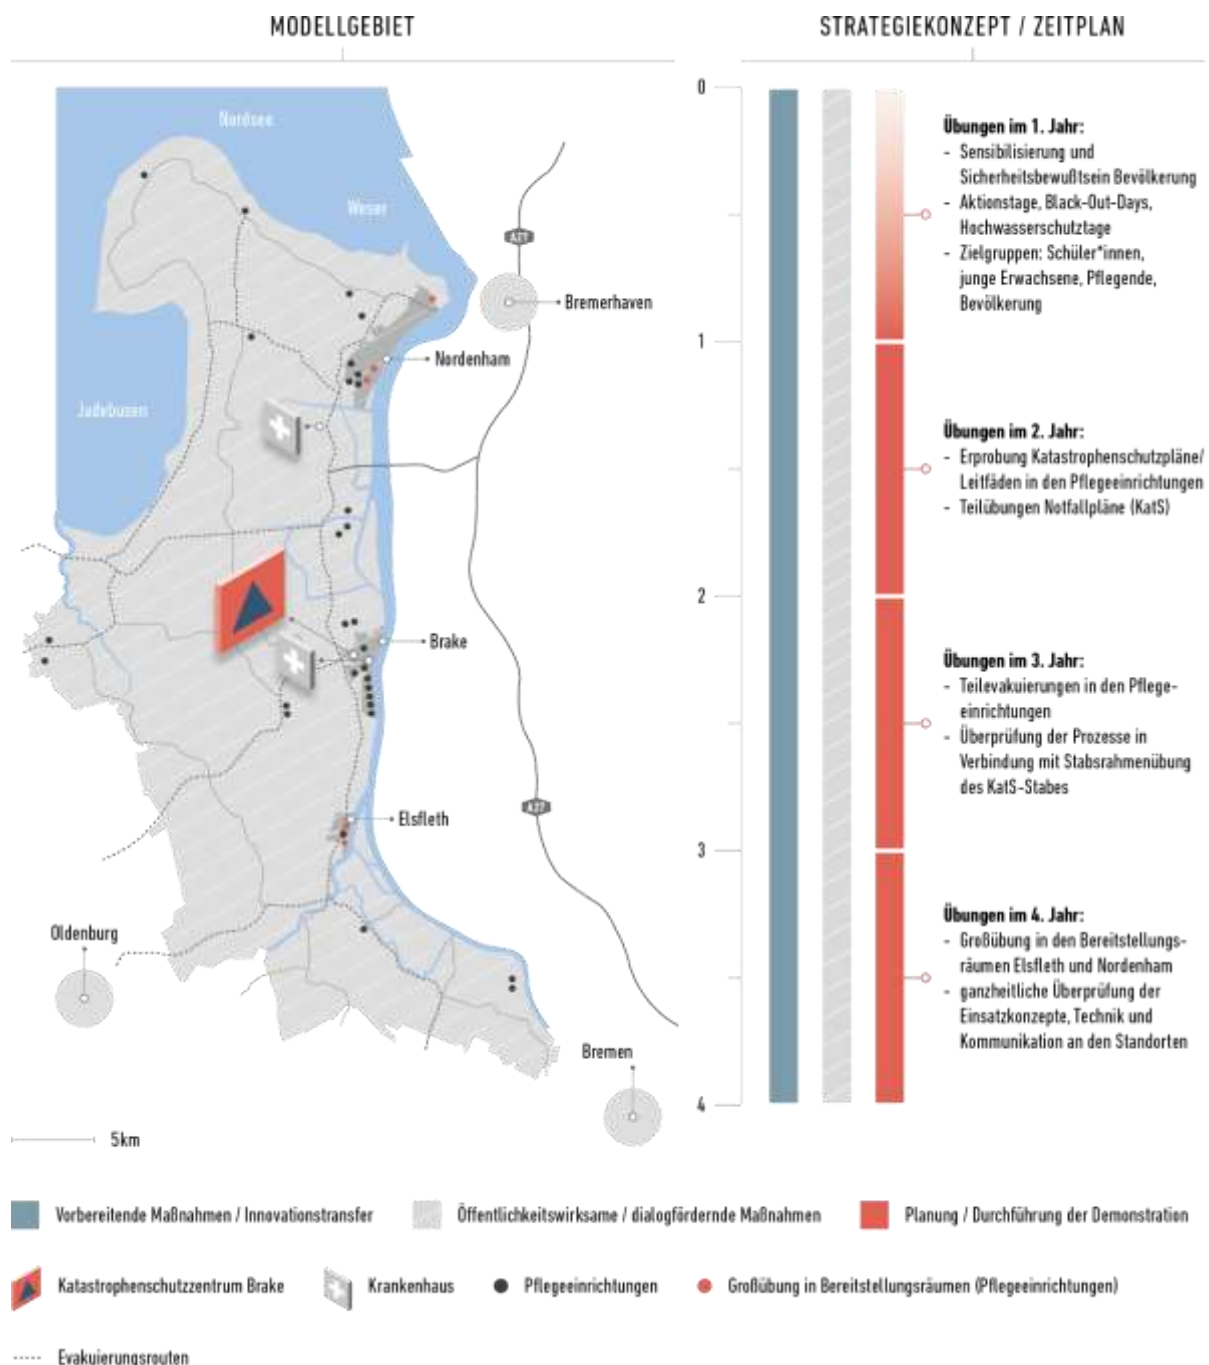 MODELLGEBIET
STRATEGIEKONZEPT / ZEITPLAN
Nordsee
Weser
A27
Bremerhaven
Nordenham
Jadebusen
Brake
A27
Elsfleth
Oldenburg
Bremen
5km
0
1
2
3
4
Übungen im 1. Jahr:
- Sensibilisierung und
Sicherheitsbewußtsein Bevölkerung
- Aktionstage, Black-Out-Days,
Hochwasserschutztage
- Zielgruppen: Schüler*innen,
junge Erwachsene, Pflegende,
Bevölkerung
Übungen im 2. Jahr:
- Erprobung Katastrophenschutzpläne/
Leitfäden in den Pflegeeinrichtungen
- Teilübungen Notfallpläne (KatS)
Übungen im 3. Jahr:
- Teilevakuierungen in den Pflege-
einrichtungen
- Überprüfung der Prozesse in
Verbindung mit Stabsrahmenübung
des KatS-Stabes
Übungen im 4. Jahr:
- Großübung in den Bereitstellungs-
räumen Elsfleth und Nordenham
- ganzheitliche Überprüfung der
Einsatzkonzepte, Technik und
Kommunikation an den Standorten
Vorbereitende Maßnahmen / Innovationstransfer
Öffentlichkeitswirksame / dialogfördernde Maßnahmen
Planung / Durchführung der Demonstration
Katastrophenschutzzentrum Brake
Krankenhaus
Pflegeeinrichtungen
Großübung in Bereitstellungsräumen (Pflegeeinrichtungen)
Evakuierungsrouten